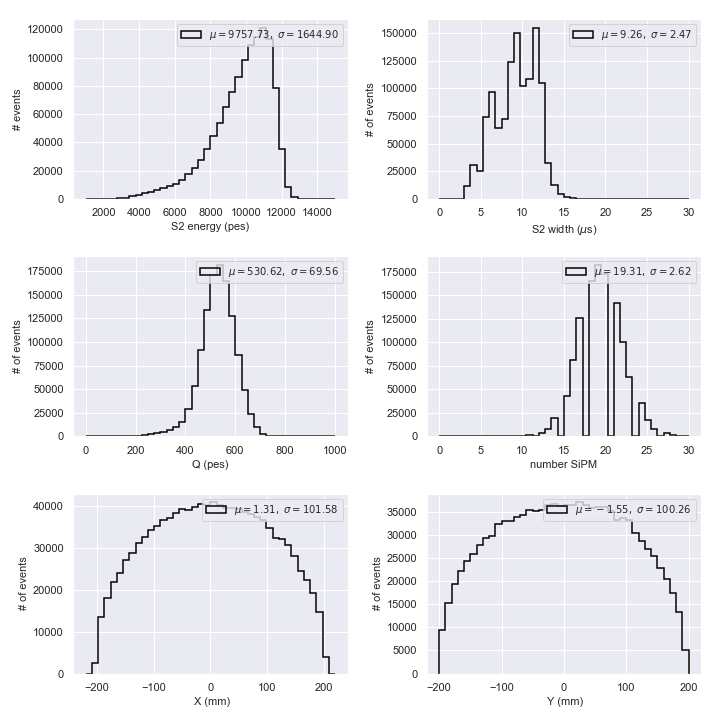 120000
100000
80000
60000
40000
20000
0
# events
μ = 9757.73, σ = 1644.90
2000 4000 6000 8000 10000 12000 14000
S2 energy (pes)
150000
125000
100000
75000
50000
25000
0
# of events
μ = 9.26, σ = 2.47
0 5 10 15 20 25 30
S2 width (μs)
175000
150000
125000
100000
75000
50000
25000
0
# of events
μ = 530.62, σ = 69.56
0 200 400 600 800 1000
Q (pes)
175000
150000
125000
100000
75000
50000
25000
0
# of events
μ = 19.31, σ = 2.62
0 5 10 15 20 25 30
number SiPM
40000
30000
20000
10000
0
# of events
μ = 1.31, σ = 101.58
−200 −100 0 100 200
X (mm)
35000
30000
25000
20000
15000
10000
5000
0
# of events
μ = −1.55, σ = 100.26
−200 −100 0 100 200
Y (mm)